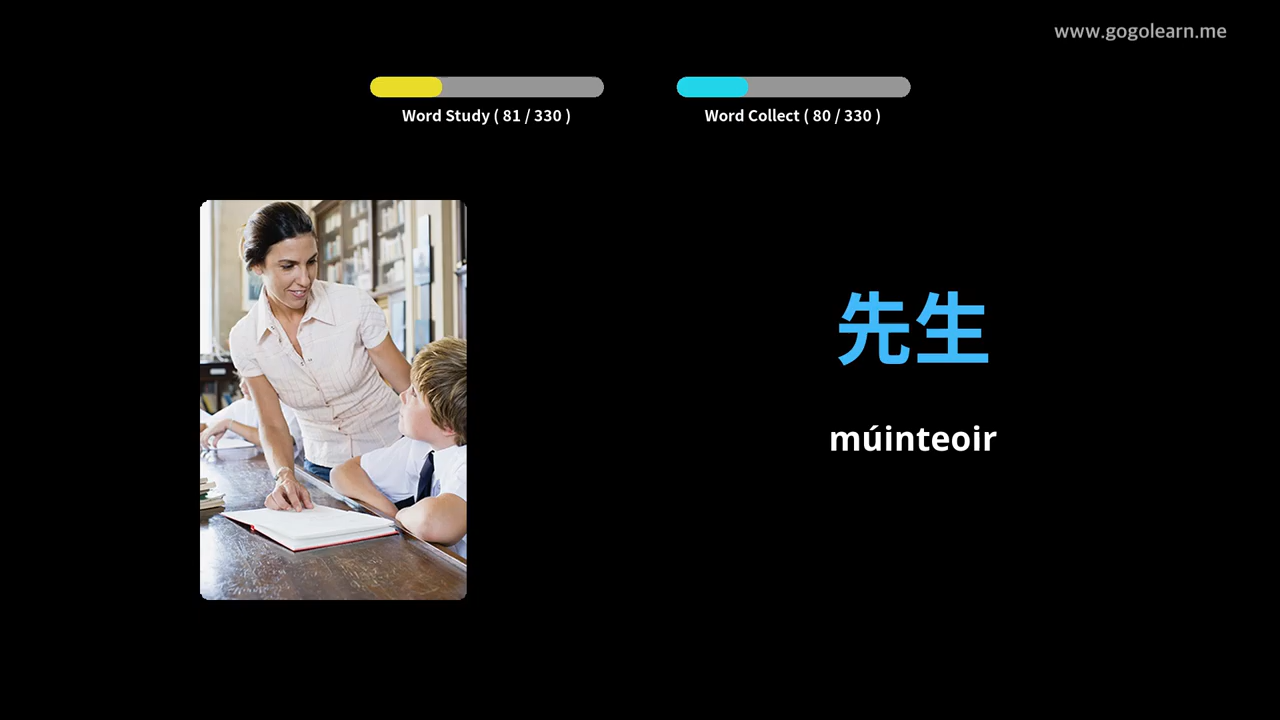 www.gogolearn.me
Word Study ( 81 / 330 )
Word Collect ( 80 / 330 )
先生
múinteoir